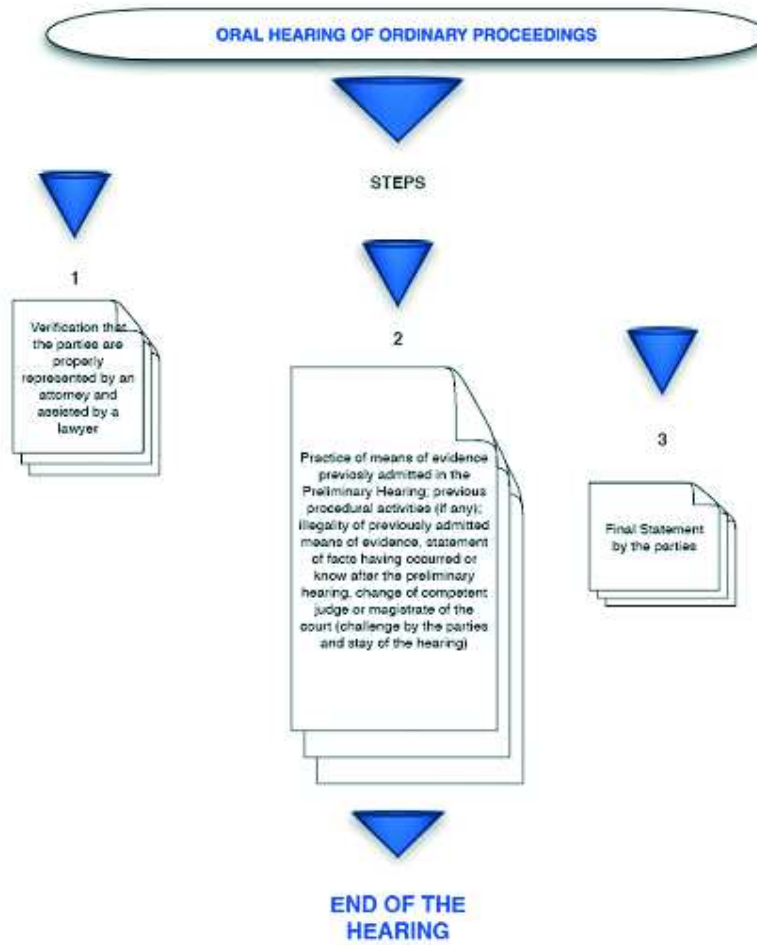 ORAL HEARING OF ORDINARY PROCEEDINGS
STEPS
1
Verification that
the parties are
properly
represented by an
attorney and
assisted by a
lawyer
2
Practice of means of evidence
previosly admitted in the
Preliminary Hearing; previous
procedural activities (if any);
illegality of previously admitted
means of evidence, statement
of facts having occurred or
know after the preliminary
hearing, change of competent
judge or magistrate of the
court (challenge by the parties
and stay of the hearing)
3
Final Statement
by the parties
END OF THE
HEARING